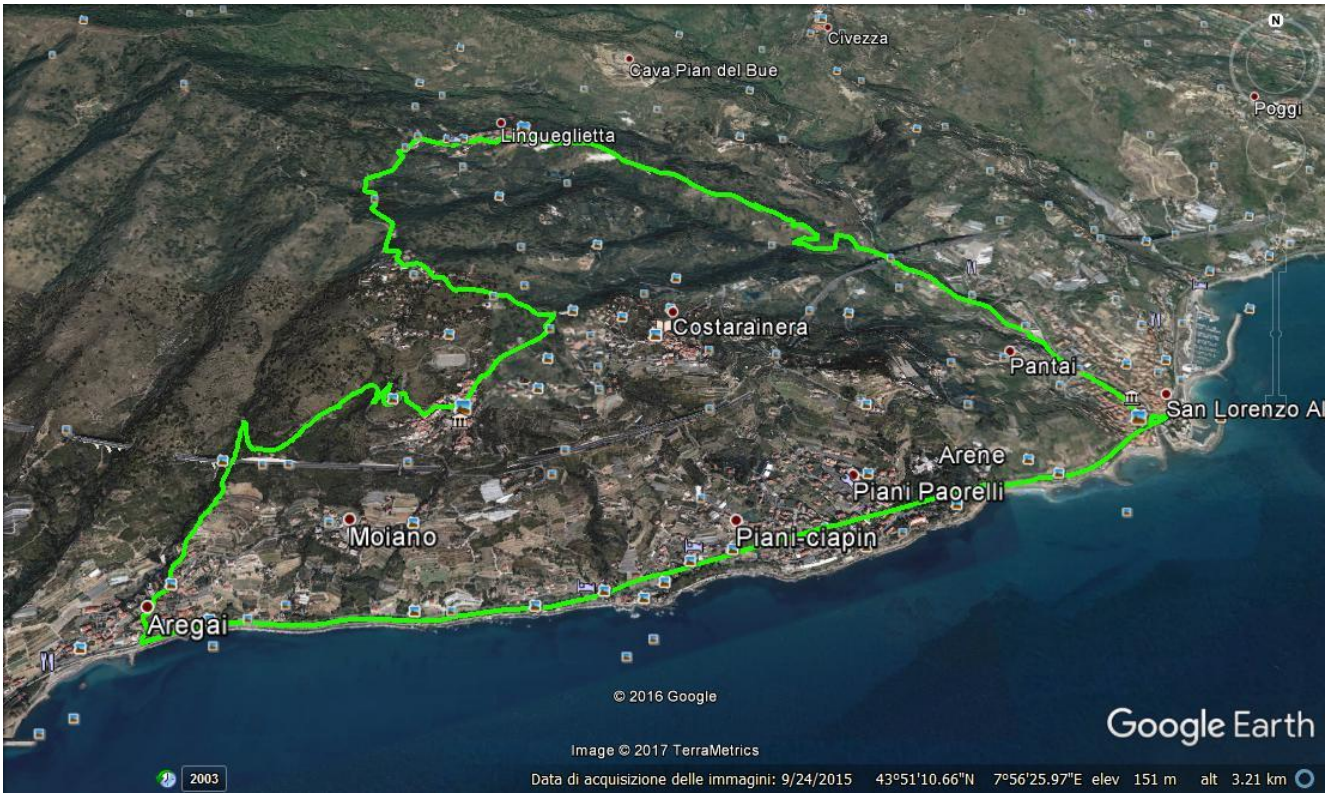 N
Civezza
Cava Pian del Bue
Poggi
Lingueglietta
Costarainera
Pantai
San Lorenzo Al
Arene
Piani Paorelli
Moiano
Piani-ciapin
Aregai
© 2016 Google
Google Earth
Image © 2017 TerraMetrics
2003
Data di acquisizione delle immagini: 9/24/2015 43°51'10.66"N 7°56'25.97"E elev 151 m alt 3.21 km